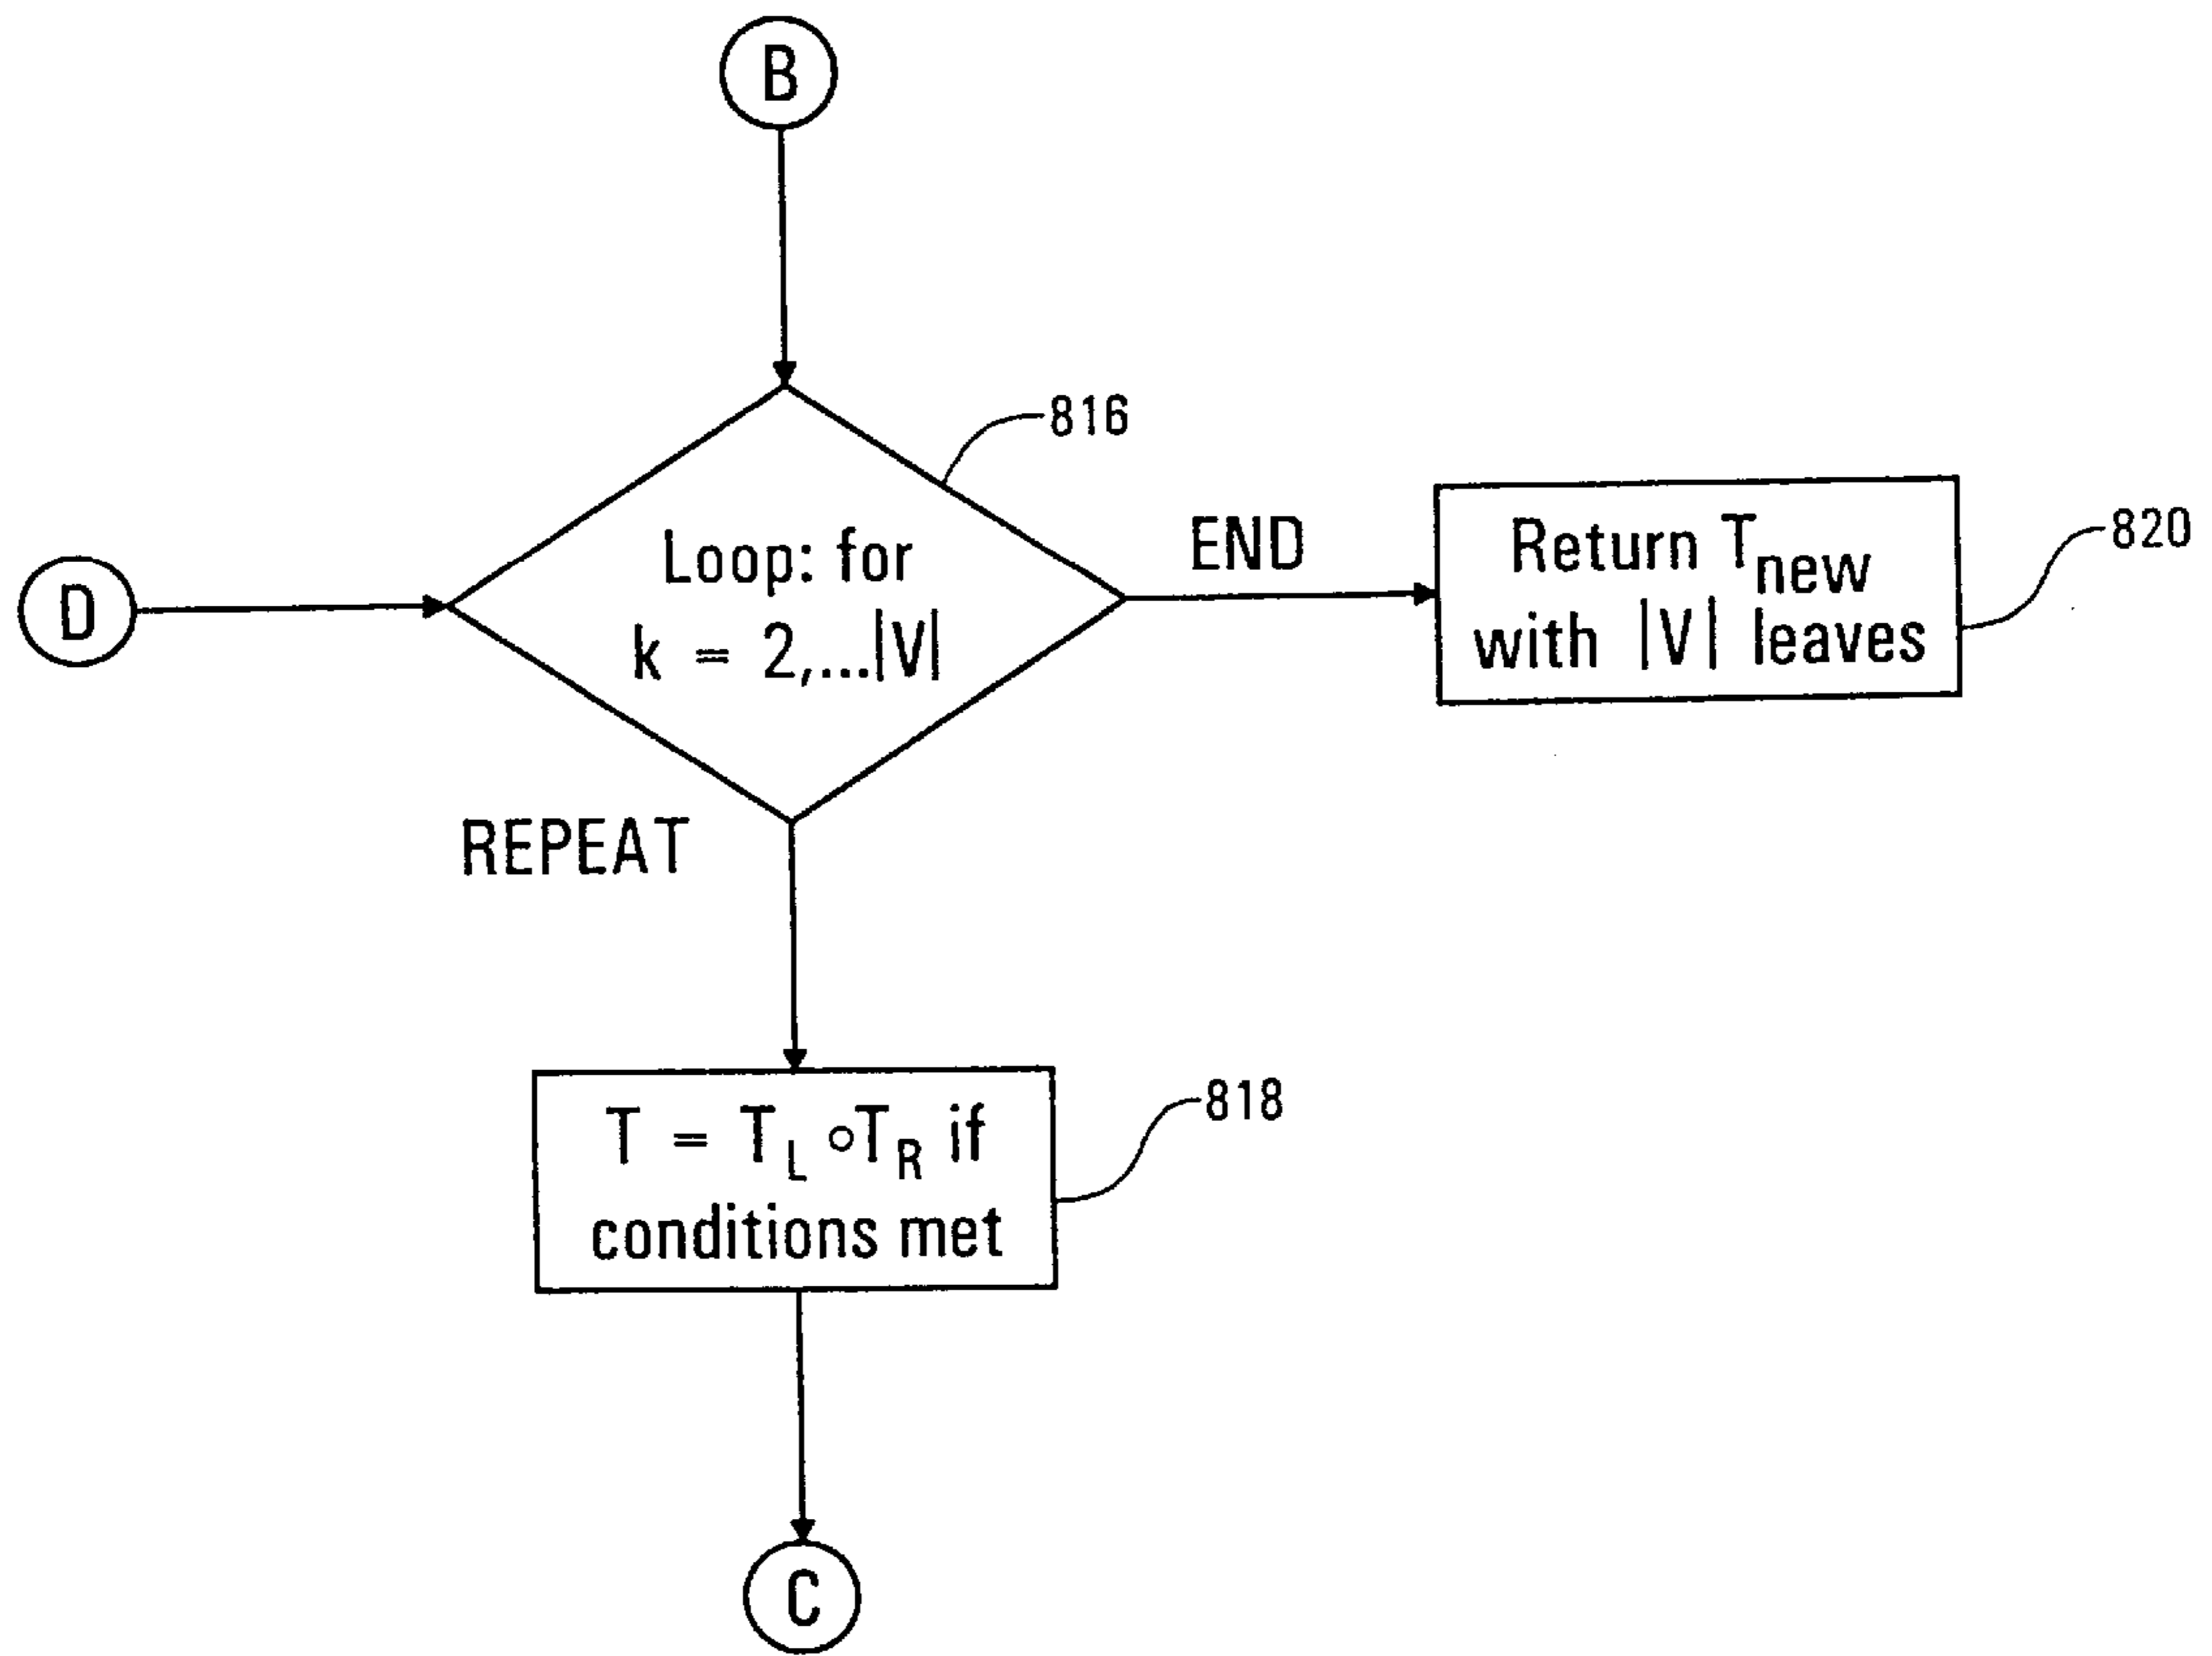 B
816
Loop: for
k = 2,...|V|
END
Return T_new
with |V| leaves
820
D
REPEAT
T = T_L ∘T_R if
conditions met
818
C